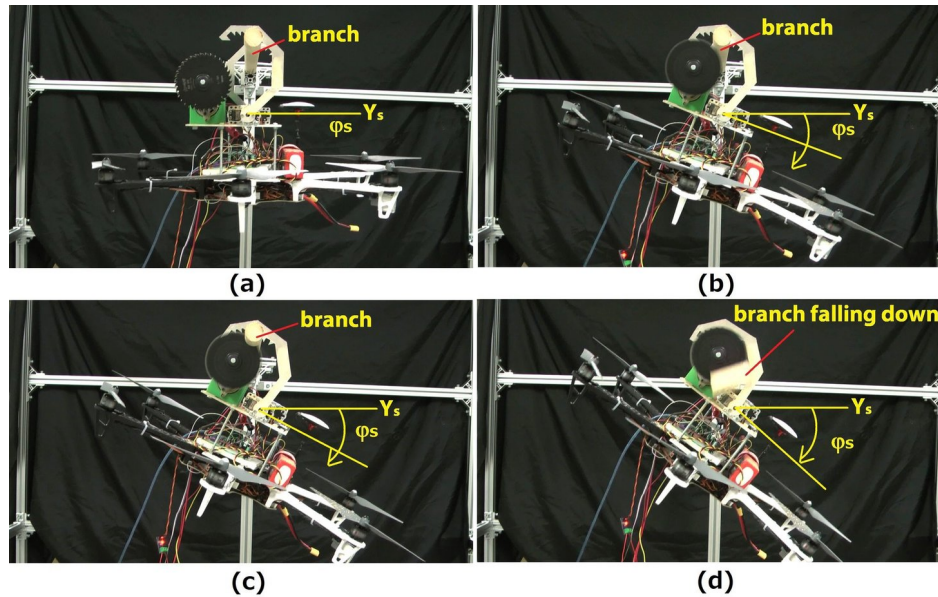 branch
Yₛ
φₛ
(a)
branch
Yₛ
φₛ
(b)
branch
Yₛ
φₛ
(c)
branch falling down
Yₛ
φₛ
(d)